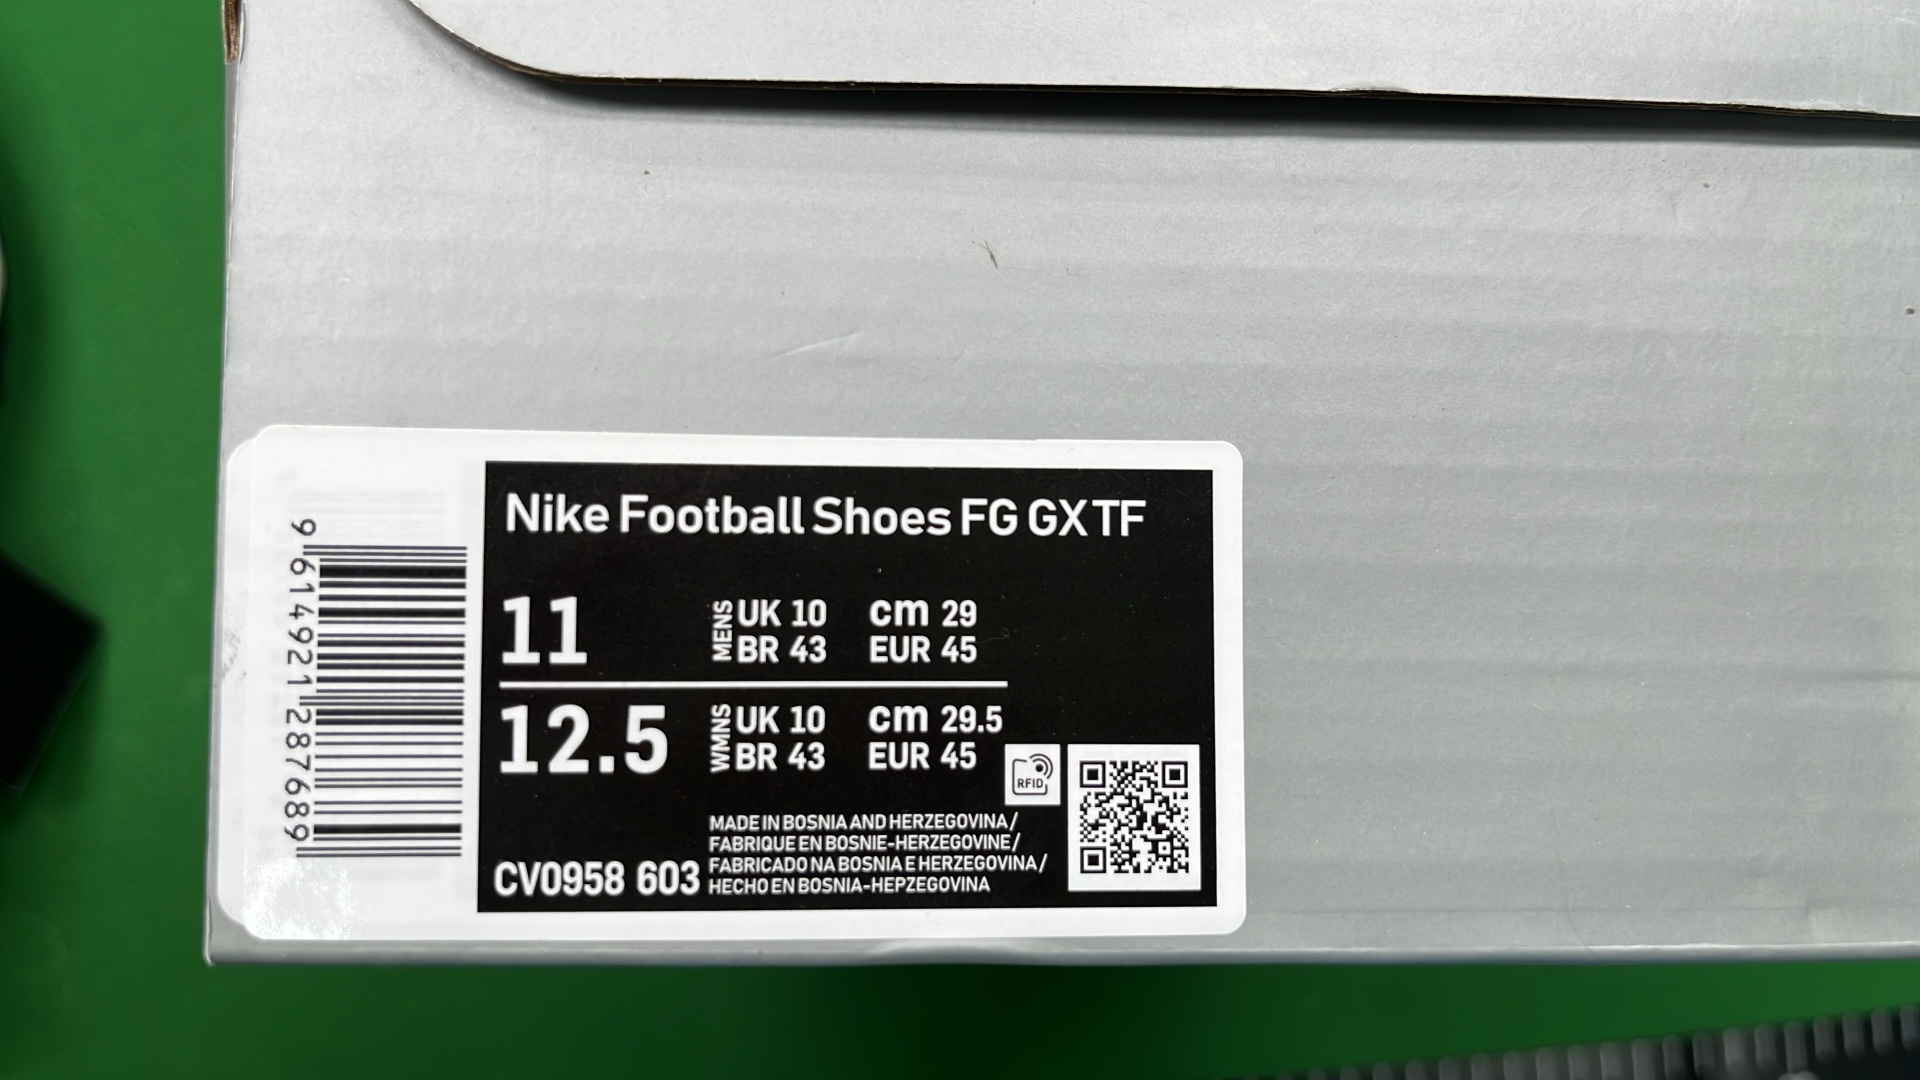 Nike Football Shoes FG GX TF
11 MENS UK 10 cm 29
BR 43 EUR 45
12.5 WMNS UK 10 cm 29.5
BR 43 EUR 45
RFID
MADE IN BOSNIA AND HERZEGOVINA/
FABRIQUE EN BOSNIE-HERZEGOVINE/
FABRICADO NA BOSNIA E HERZEGOVINA/
HECHO EN BOSNIA-HEPZEGOVINA
CV0958 603
9 614921 287689